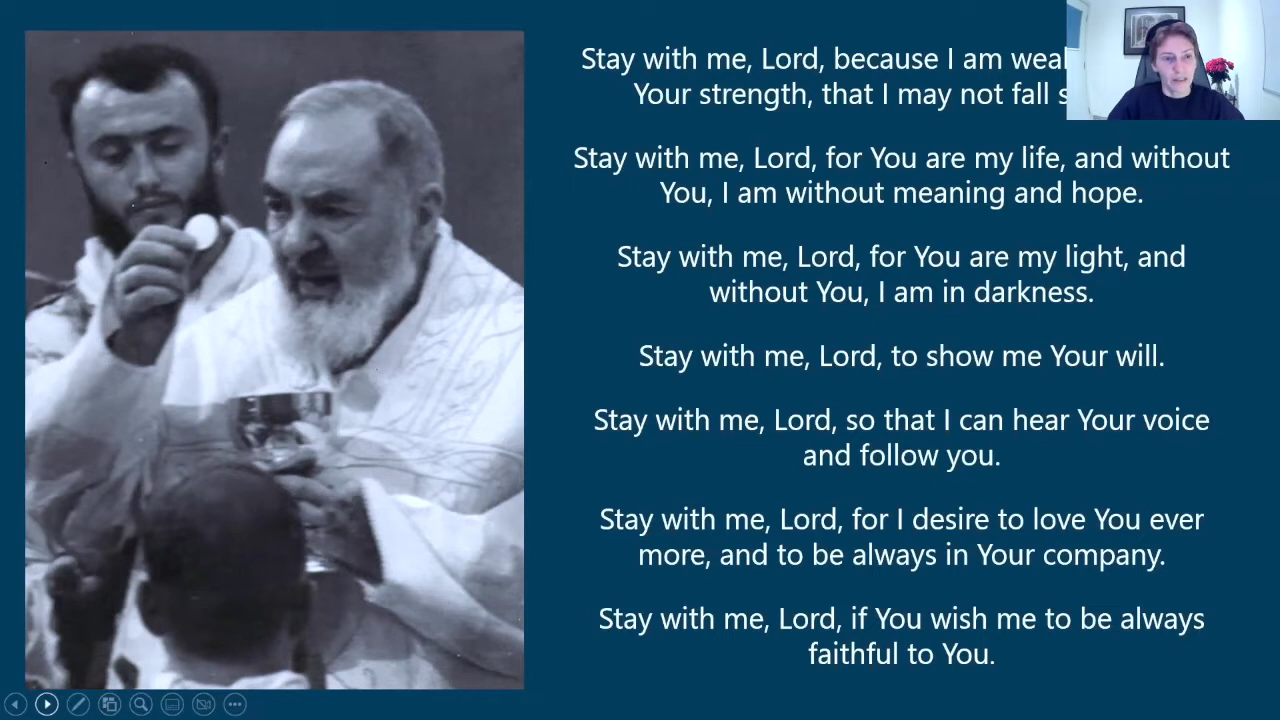 Stay with me, Lord, because I am
Your strength, that I may not fall
Stay with me, Lord, for You are my life, and without
You, I am without meaning and hope.
Stay with me, Lord, for You are my light, and
without You, I am in darkness.
Stay with me, Lord, to show me Your will.
Stay with me, Lord, so that I can hear Your voice
and follow you.
Stay with me, Lord, for I desire to love You ever
more, and to be always in Your company.
Stay with me, Lord, if You wish me to be always
faithful to You.